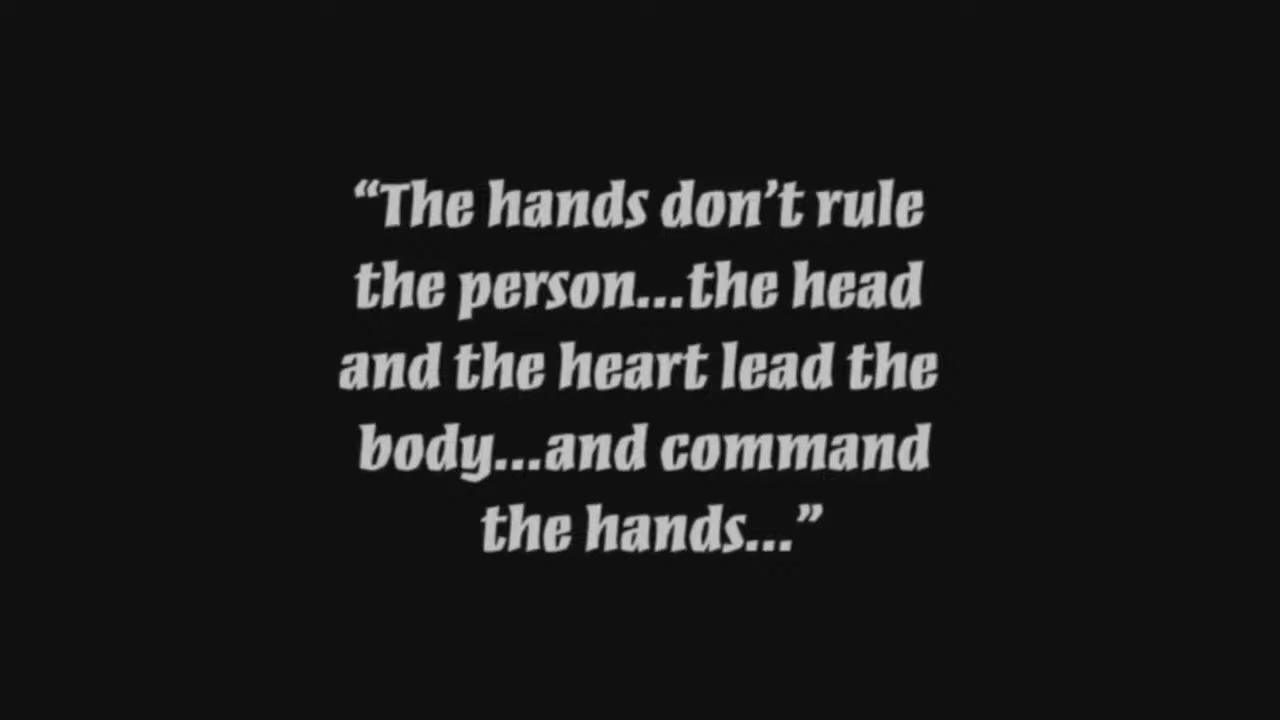 “The hands don’t rule
the person...the head
and the heart lead the
body...and command
the hands...”